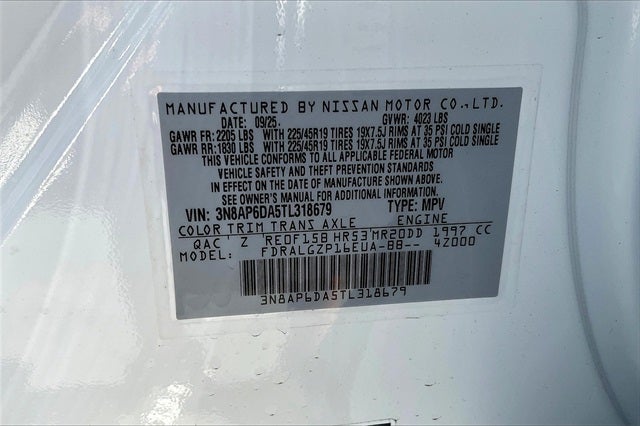 MANUFACTURED BY NISSAN MOTOR CO.,LTD.
DATE: 09/25 GVWR: 4023 LBS
GAWR FR: 2205 LBS WITH 225/45R19 TIRES 19X7.5J RIMS AT 35 PSI COLD SINGLE
GAWR RR: 1830 LBS WITH 225/45R19 TIRES 19X7.5J RIMS AT 35 PSI COLD SINGLE
THIS VEHICLE CONFORMS TO ALL APPLICABLE FEDERAL MOTOR
VEHICLE SAFETY AND THEFT PREVENTION STANDARDS
IN EFFECT ON THE DATE OF MANUFACTURE SHOWN ABOVE.
SEE OWNER'S MANUAL FOR ADDITIONAL INFORMATION.
VIN: 3N8AP6DA5TL318679 TYPE: MPV
COLOR TRIM TRANS AXLE ENGINE
QAC Z RE0F15B HR53 MR20DD 1997 CC
MODEL: FDRALGZP16EUA-BB-- 4Z000
3N8AP6DA5TL318679